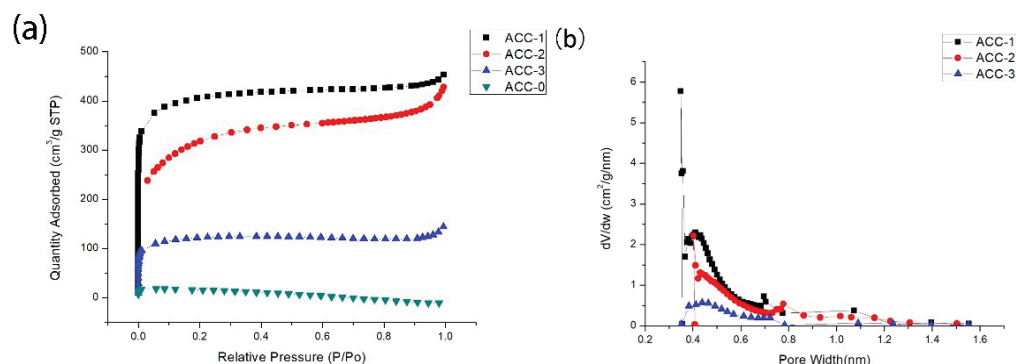 (a)
500
400
300
200
100
0
Quantity Adsorbed (cm³/g STP)
0.0 0.2 0.4 0.6 0.8 1.0
Relative Pressure (P/Po)
ACC-1
ACC-2
ACC-3
ACC-0
(b)
ACC-1
ACC-2
ACC-3
6
5
4
3
2
1
0
dV/dw (cm²/g/nm)
0.4 0.6 0.8 1.0 1.2 1.4 1.6
Pore Width(nm)